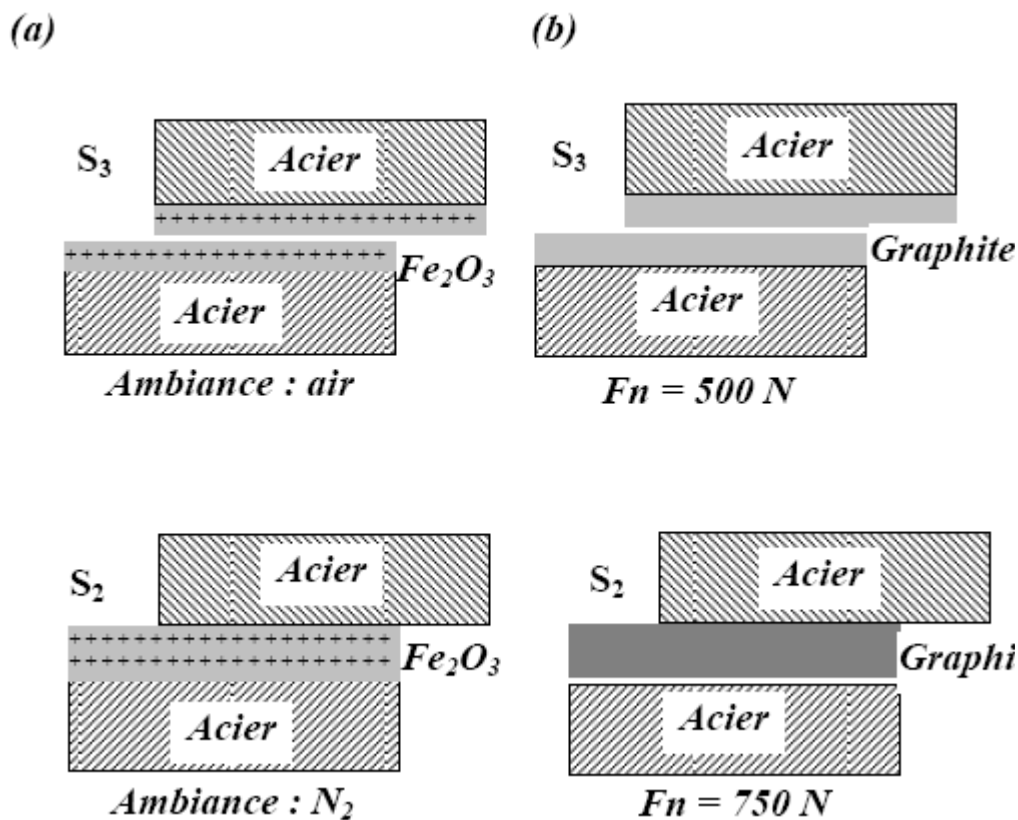 (a)
(b)
S₃
Acier
Fe₂O₃
Acier
Ambiance : air
S₃
Acier
Graphite
Acier
Fn = 500 N
S₂
Acier
Fe₂O₃
Acier
Ambiance : N₂
S₂
Acier
Graphi
Acier
Fn = 750 N